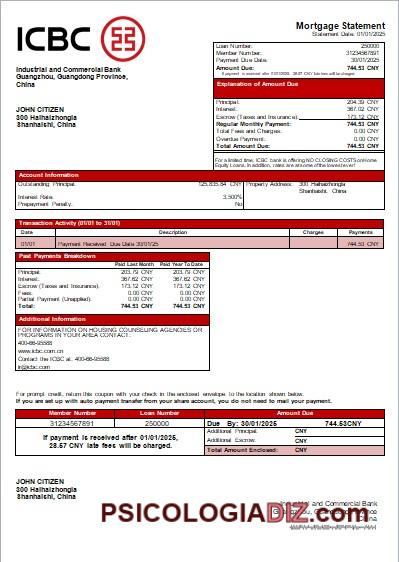 ICBC
Mortgage Statement
Statement Date: 01/01/2025
Industrial and Commercial Bank
Guangzhou, Guangdong Province,
China
JOHN CITIZEN
300 Haihaizhongia
Shanhaishi, China
Loan Number: 250000
Member Number: 31234567891
Payment Due Date: 30/01/2025
Amount Due: 744.53 CNY
If payment is received after 01/01/2025, 28.57 CNY late fees will be charged.
Explanation of Amount Due
Principal: 204.39 CNY
Interest: 367.02 CNY
Escrow (Taxes and Insurance): 173.12 CNY
Regular Monthly Payment: 744.53 CNY
Total Fees and Charges: 0.00 CNY
Overdue Payment: 0.00 CNY
Total Amount Due: 744.53 CNY
For a limited time, ICBC bank is offering NO CLOSING COSTS on Home
Equity Loans. In addition, rates are some of the lowest ever!
Account Information
Outstanding Principal: 125,835.84 CNY
Interest Rate: 3.500%
Prepayment Penalty: No
Property Address: 300 Haihaizhongia
Shanhaishi, China
Transaction Activity (01/01 to 31/01)
Date Description Charges Payments
01/01 Payment Received Due Date 30/01/25 744.53 CNY
Past Payments Breakdown
Paid Last Month Paid Year To Date
Principal: 203.79 CNY 203.79 CNY
Interest: 367.62 CNY 367.62 CNY
Escrow (Taxes and Insurance): 173.12 CNY 173.12 CNY
Fees: 0.00 CNY 0.00 CNY
Partial Payment (Unapplied): 0.00 CNY 0.00 CNY
Total: 744.53 CNY 744.53 CNY
Additional Information
FOR INFORMATION ON HOUSING COUNSELING AGENCIES OR
PROGRAMS IN YOUR AREA CONTACT:
400-66-95588
www.icbc.com.cn
Contact the ICBC at: 400-66-95588
ir@icbc.com
For prompt credit, return this coupon with your check in the enclosed envelope to the location shown below.
If you are set up with auto payment transfer from your share account, you do not need to mail your payment.
Member Number Loan Number Amount Due
31234567891 250000 Due By: 30/01/2025 744.53CNY
If payment is received after 01/01/2025,
28.57 CNY late fees will be charged.
Additional Principal: CNY
Additional Escrow: CNY
Total Amount Enclosed: CNY
JOHN CITIZEN
300 Haihaizhongia
Shanhaishi, China
Industrial and Commercial Bank
Guangzhou, Guangdong Province,
China
PSICOLOGIADIZ.com